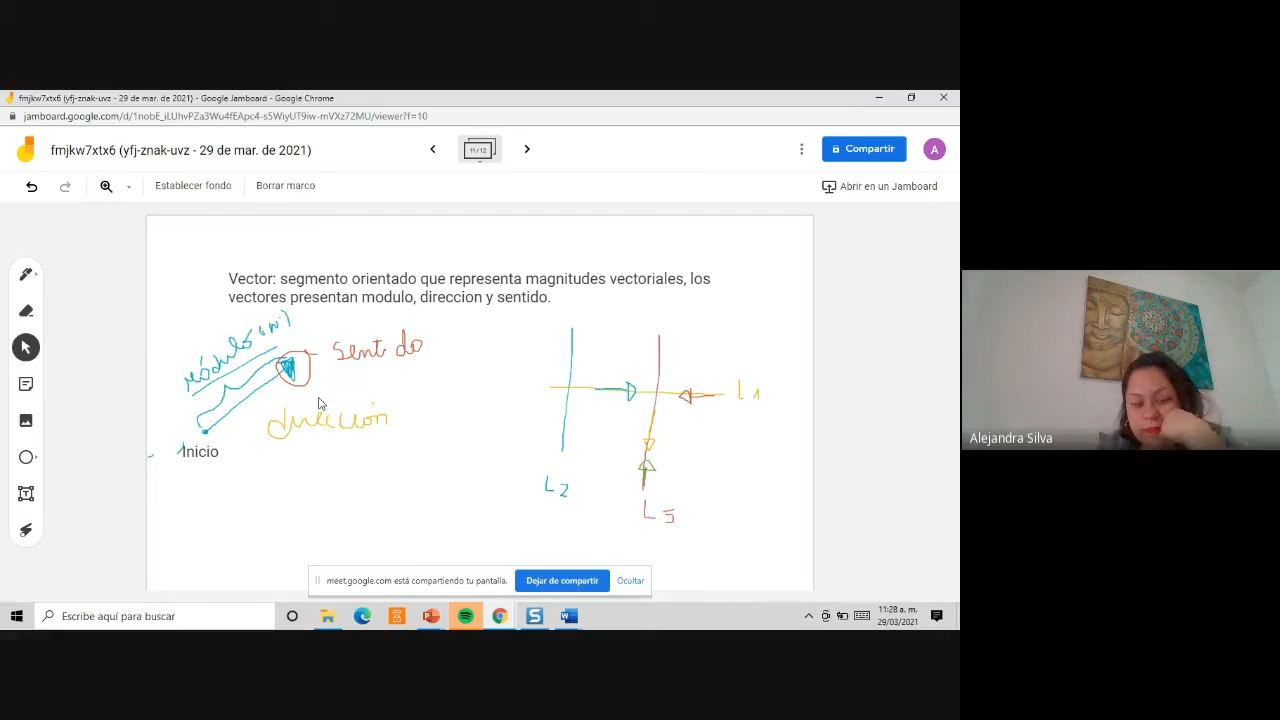 fmjkw7xtx6 (yfj-znak-uvz - 29 de mar. de 2021) - Google Jamboard - Google Chrome
jamboard.google.com/d/1nobE_iLUhvPZa3Wu4fEApc4-s5WiyUT9iw-mVXz72MU/viewer?f=10
fmjkw7xtx6 (yfj-znak-uvz - 29 de mar. de 2021)
11 / 12
Compartir
A
Establecer fondo
Borrar marco
Abrir en un Jamboard
Vector: segmento orientado que representa magnitudes vectoriales, los
vectores presentan modulo, direccion y sentido.
módulo
sentido
dirección
Inicio
L1
L2
L3
Alejandra Silva
meet.google.com está compartiendo tu pantalla.
Dejar de compartir
Ocultar
Escribe aquí para buscar
11:28 a. m.
29/03/2021